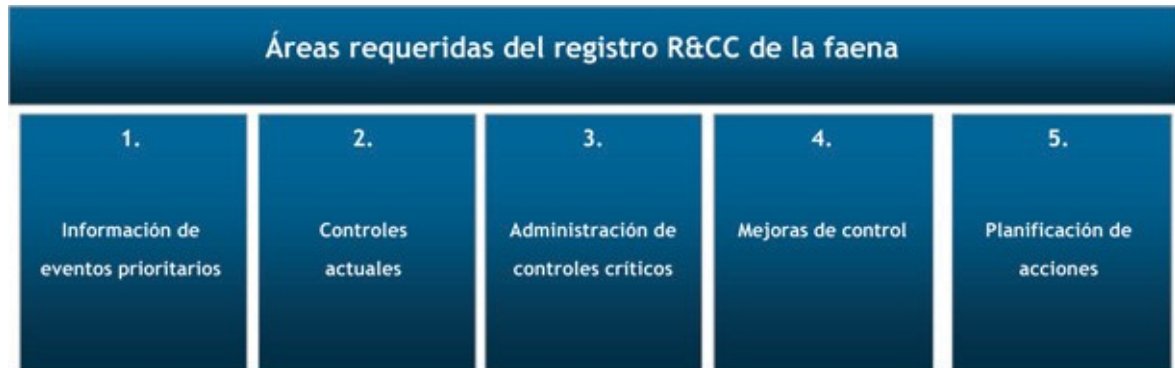 Áreas requeridas del registro R&CC de la faena
1.
Información de
eventos prioritarios
2.
Controles
actuales
3.
Administración de
controles críticos
4.
Mejoras de control
5.
Planificación de
acciones